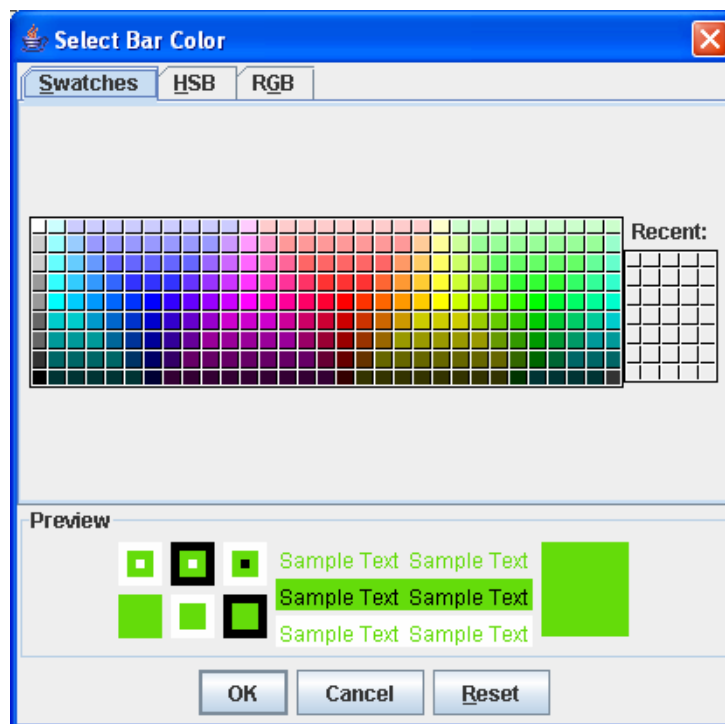 Select Bar Color
Swatches HSB RGB
Recent:
Preview
Sample Text Sample Text
Sample Text Sample Text
Sample Text Sample Text
OK Cancel Reset